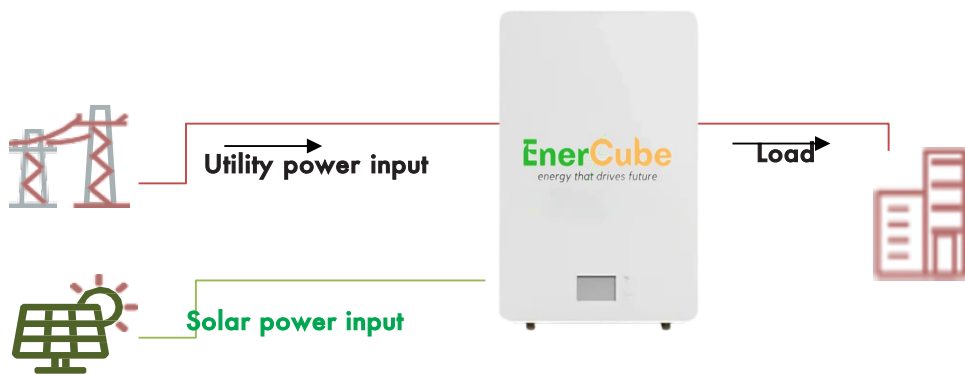 EnerCube
energy that drives future
Utility power input
Load
Solar power input